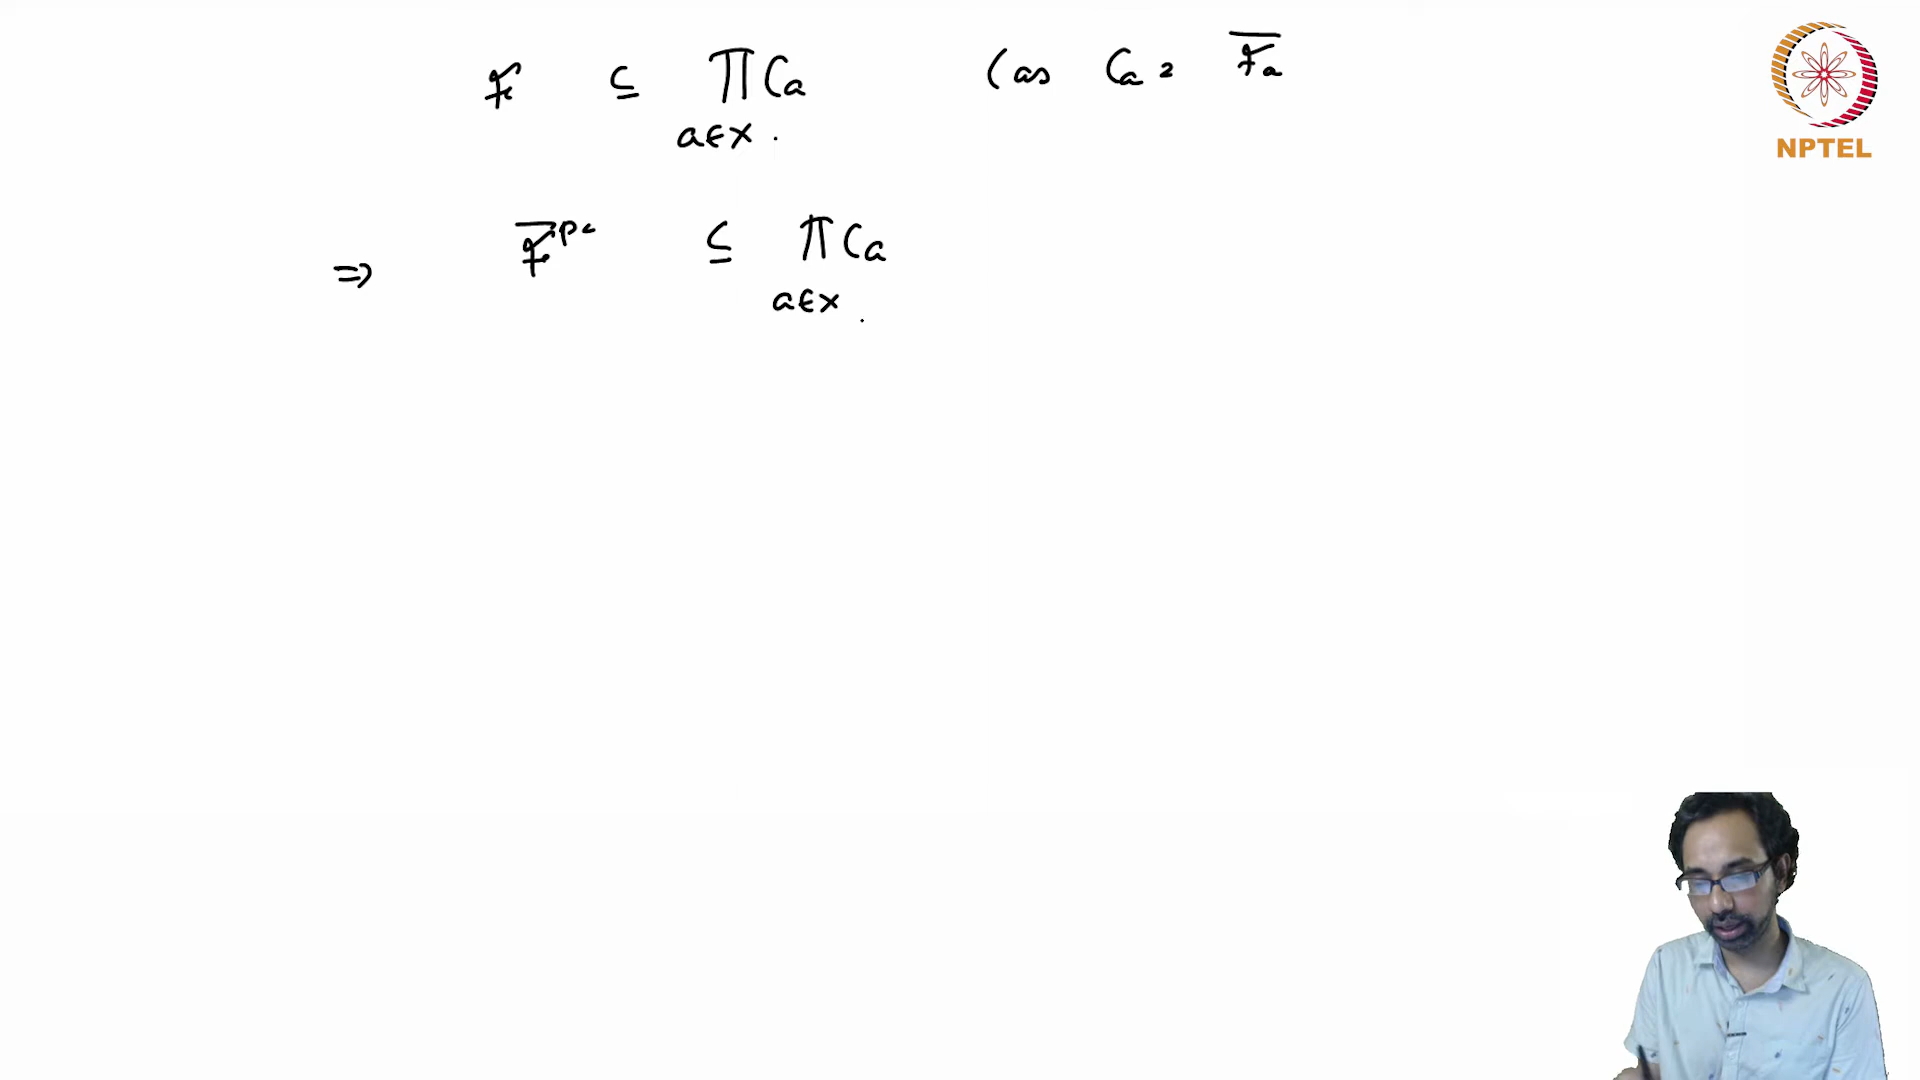 𝓕 ⊆ ∏ Cₐ (as Cₐ = \overline{𝓕ₐ}
a∈X .
NPTEL
⇒ \overline{𝓕}^{pc} ⊆ ∏ Cₐ
a∈X .